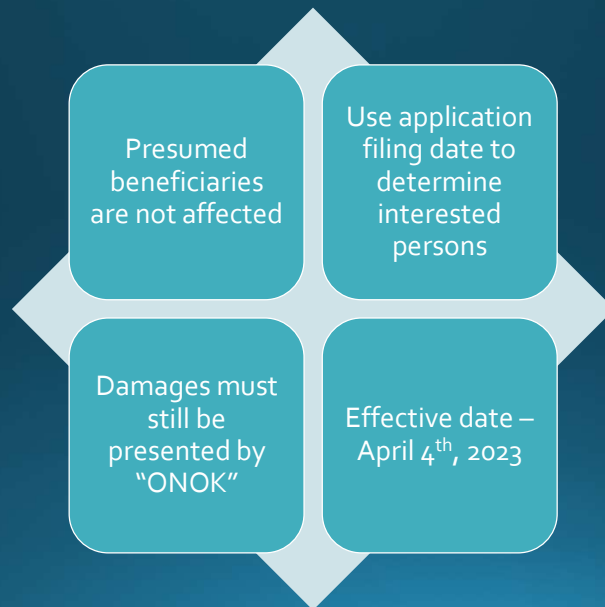 Presumed
beneficiaries
are not affected
Use application
filing date to
determine
interested
persons
Damages must
still be
presented by
“ONOK”
Effective date –
April 4th, 2023